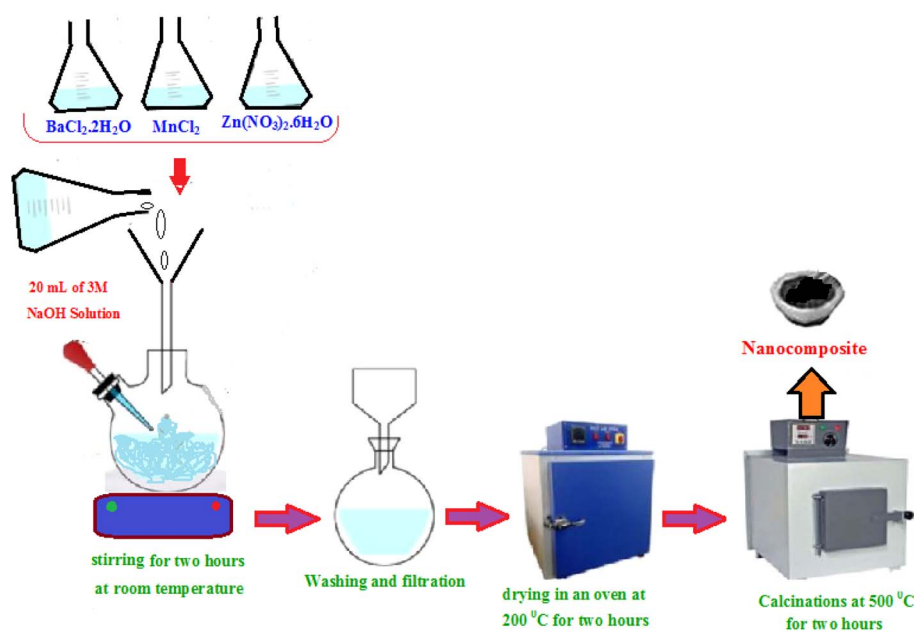 BaCl₂.2H₂O MnCl₂ Zn(NO₃)₂.6H₂O
20 mL of 3M
NaOH Solution
stirring for two hours
at room temperature
Washing and filtration
drying in an oven at
200 ⁰C for two hours
Nanocomposite
Calcinations at 500 ⁰C
for two hours